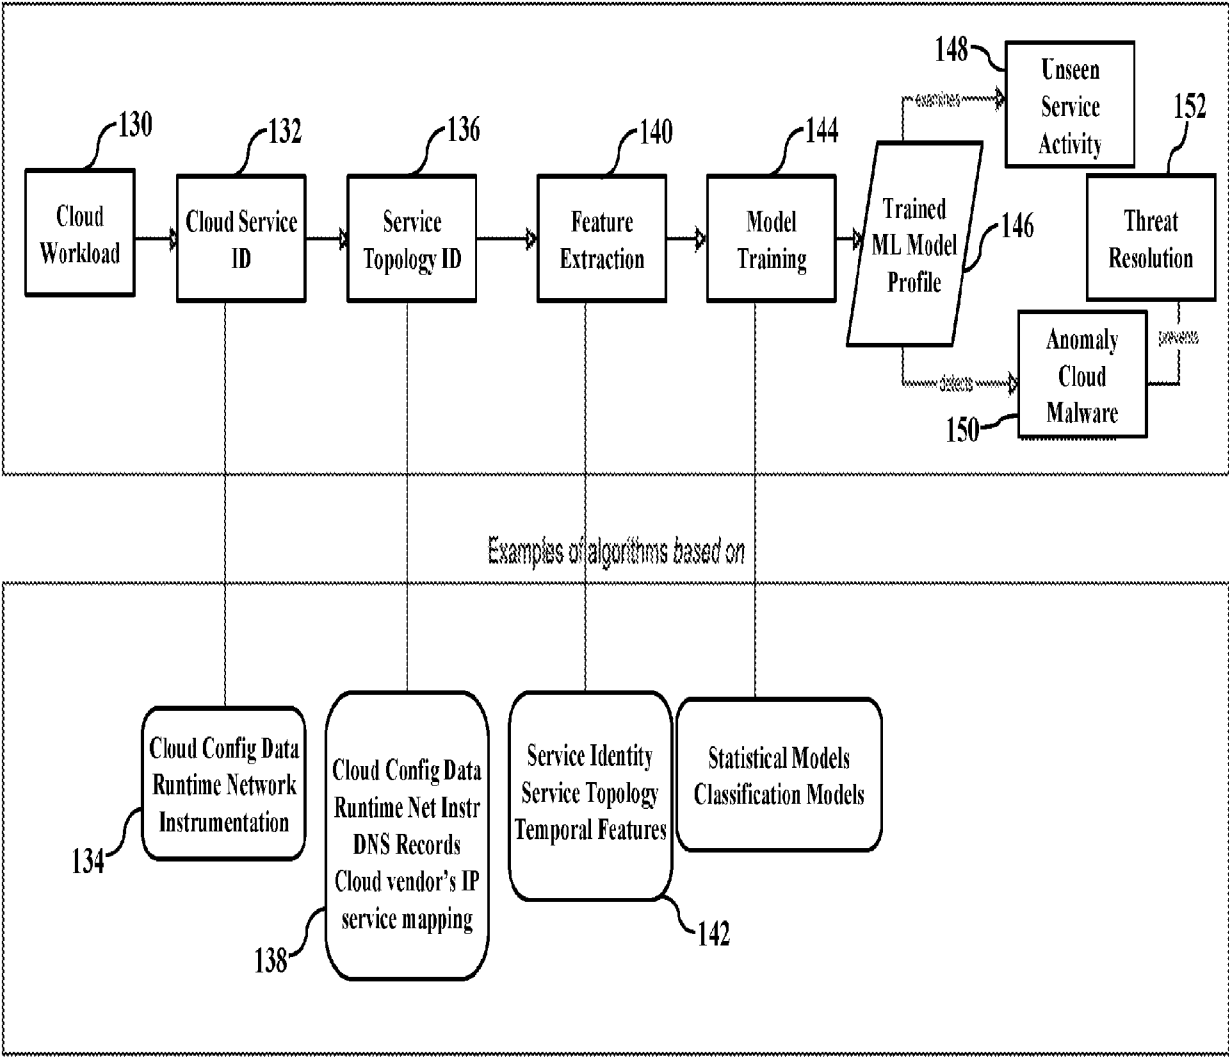 148
Unseen
Service
Activity
examines
130
132
136
140
144
152
Cloud
Workload
Cloud Service
ID
Service
Topology ID
Feature
Extraction
Model
Training
Trained
ML Model
Profile
146
Threat
Resolution
Anomaly
Cloud
Malware
prevents
detects
150
Examples of algorithms based on
Cloud Config Data
Runtime Network
Instrumentation
134
Cloud Config Data
Runtime Net Instr
DNS Records
Cloud vendor's IP
service mapping
138
Service Identity
Service Topology
Temporal Features
142
Statistical Models
Classification Models